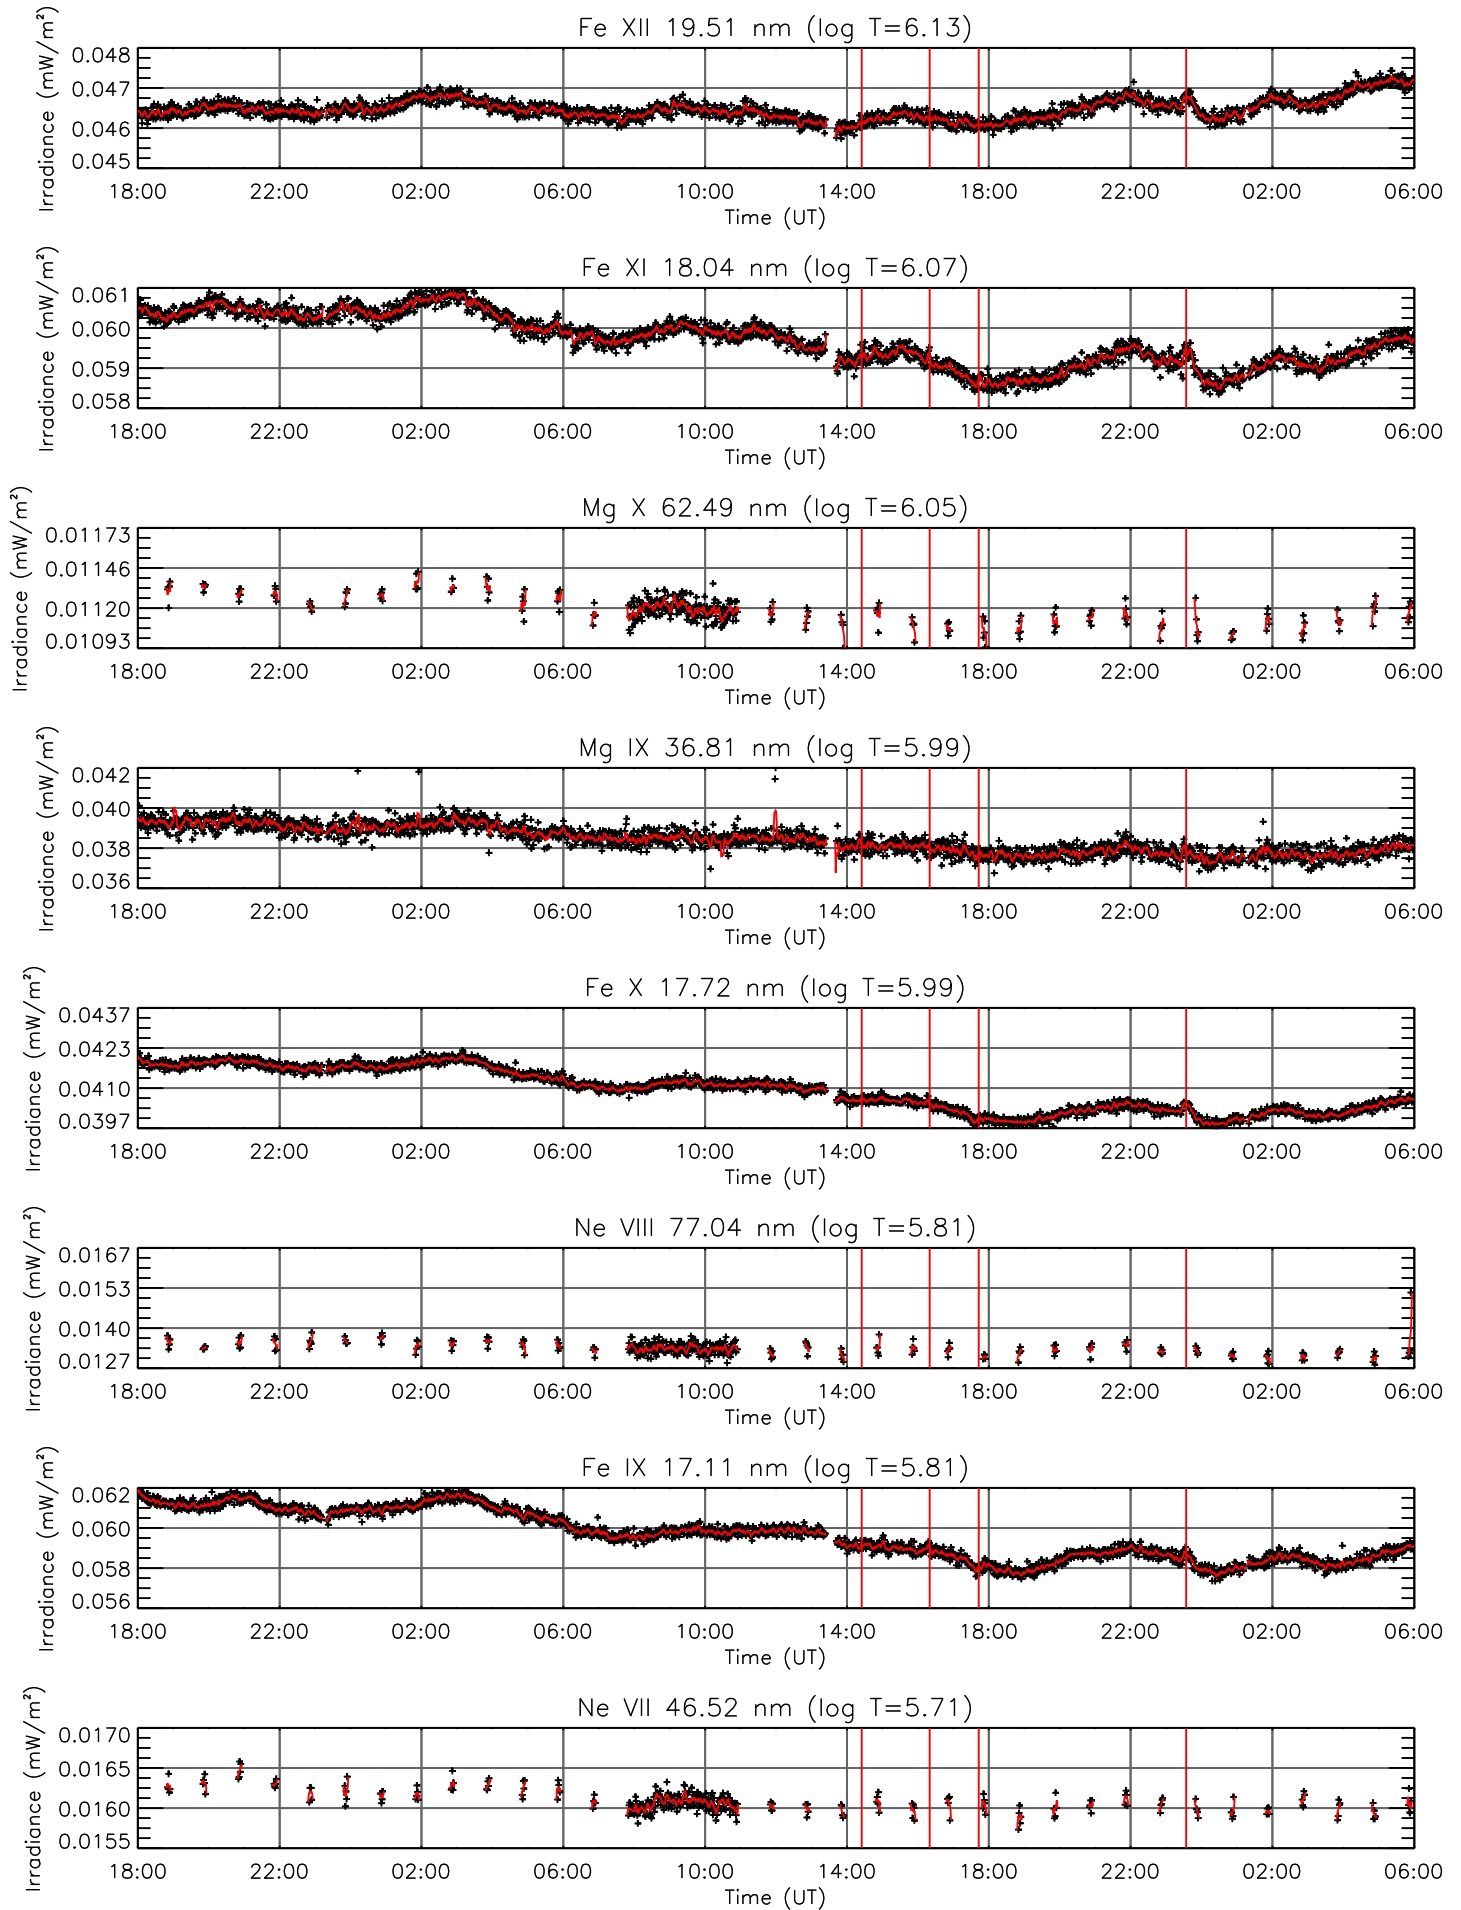 Fe XII 19.51 nm (log T=6.13)
Irradiance (mW/m²)
0.048
0.047
0.046
0.045
18:00 22:00 02:00 06:00 10:00 14:00 18:00 22:00 02:00 06:00
Time (UT)
Fe XI 18.04 nm (log T=6.07)
Irradiance (mW/m²)
0.061
0.060
0.059
0.058
18:00 22:00 02:00 06:00 10:00 14:00 18:00 22:00 02:00 06:00
Time (UT)
Mg X 62.49 nm (log T=6.05)
Irradiance (mW/m²)
0.01173
0.01146
0.01120
0.01093
18:00 22:00 02:00 06:00 10:00 14:00 18:00 22:00 02:00 06:00
Time (UT)
Mg IX 36.81 nm (log T=5.99)
Irradiance (mW/m²)
0.042
0.040
0.038
0.036
18:00 22:00 02:00 06:00 10:00 14:00 18:00 22:00 02:00 06:00
Time (UT)
Fe X 17.72 nm (log T=5.99)
Irradiance (mW/m²)
0.0437
0.0423
0.0410
0.0397
18:00 22:00 02:00 06:00 10:00 14:00 18:00 22:00 02:00 06:00
Time (UT)
Ne VIII 77.04 nm (log T=5.81)
Irradiance (mW/m²)
0.0167
0.0153
0.0140
0.0127
18:00 22:00 02:00 06:00 10:00 14:00 18:00 22:00 02:00 06:00
Time (UT)
Fe IX 17.11 nm (log T=5.81)
Irradiance (mW/m²)
0.062
0.060
0.058
0.056
18:00 22:00 02:00 06:00 10:00 14:00 18:00 22:00 02:00 06:00
Time (UT)
Ne VII 46.52 nm (log T=5.71)
Irradiance (mW/m²)
0.0170
0.0165
0.0160
0.0155
18:00 22:00 02:00 06:00 10:00 14:00 18:00 22:00 02:00 06:00
Time (UT)